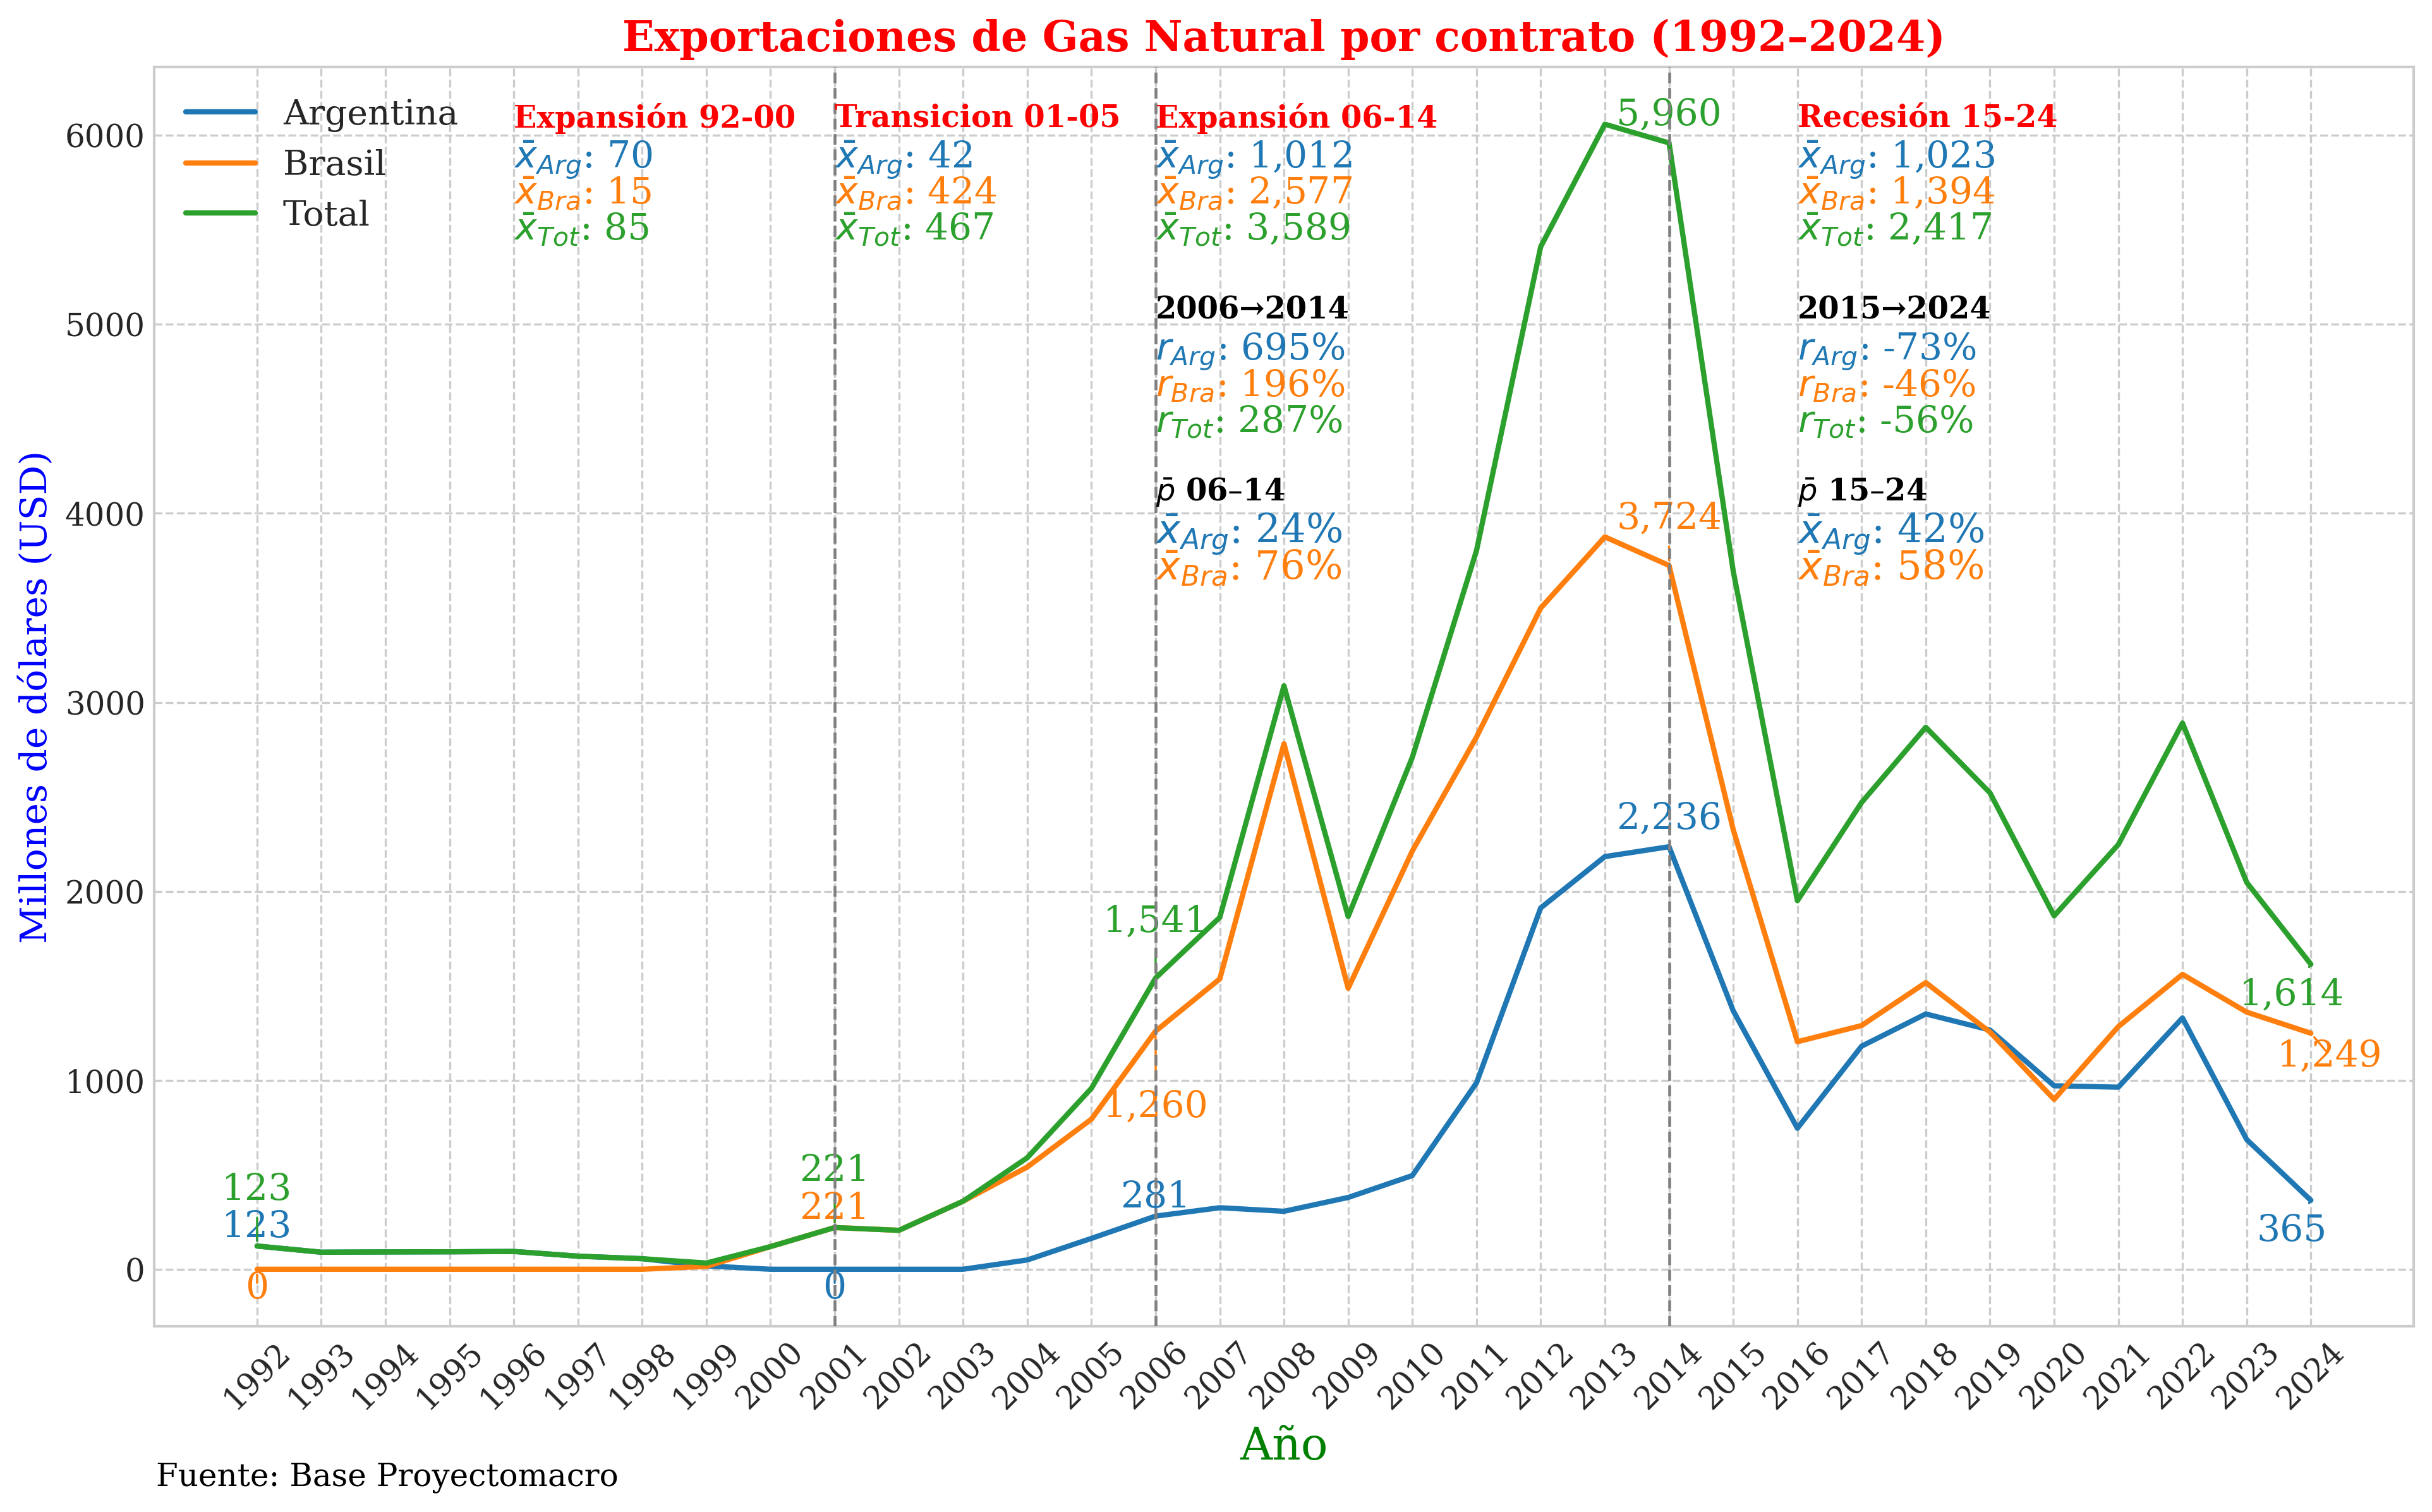 Exportaciones de Gas Natural por contrato (1992–2024)
Argentina
Brasil
Total
Expansión 92-00
x̄Arg: 70
x̄Bra: 15
x̄Tot: 85
Transicion 01-05
x̄Arg: 42
x̄Bra: 424
x̄Tot: 467
Expansión 06-14
x̄Arg: 1,012
x̄Bra: 2,577
x̄Tot: 3,589
2006→2014
rArg: 695%
rBra: 196%
rTot: 287%
p̄ 06–14
x̄Arg: 24%
x̄Bra: 76%
Recesión 15-24
x̄Arg: 1,023
x̄Bra: 1,394
x̄Tot: 2,417
2015→2024
rArg: -73%
rBra: -46%
rTot: -56%
p̄ 15–24
x̄Arg: 42%
x̄Bra: 58%
5,960
3,724
2,236
1,541
1,260
281
221
221
0
123
123
0
1,614
1,249
365
Millones de dólares (USD)
6000
5000
4000
3000
2000
1000
0
1992 1993 1994 1995 1996 1997 1998 1999 2000 2001 2002 2003 2004 2005 2006 2007 2008 2009 2010 2011 2012 2013 2014 2015 2016 2017 2018 2019 2020 2021 2022 2023 2024
Año
Fuente: Base Proyectomacro